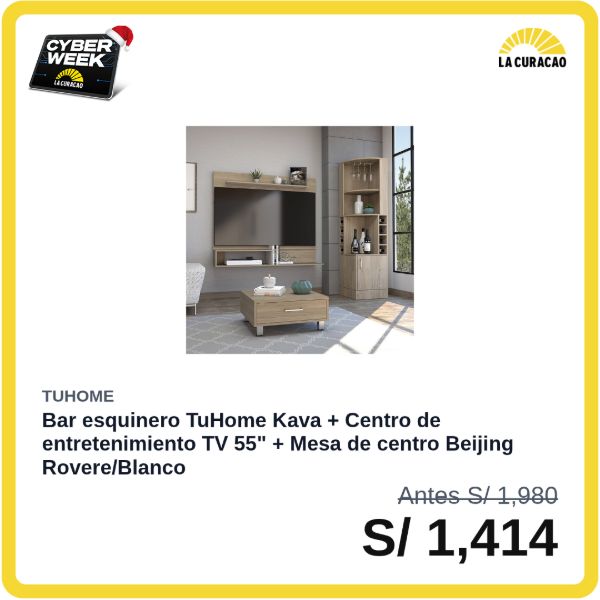 CYBER
WEEK
LA CURACAO
LA CURACAO
TUHOME
Bar esquinero TuHome Kava + Centro de
entretenimiento TV 55" + Mesa de centro Beijing
Rovere/Blanco
Antes S/ 1,980
S/ 1,414